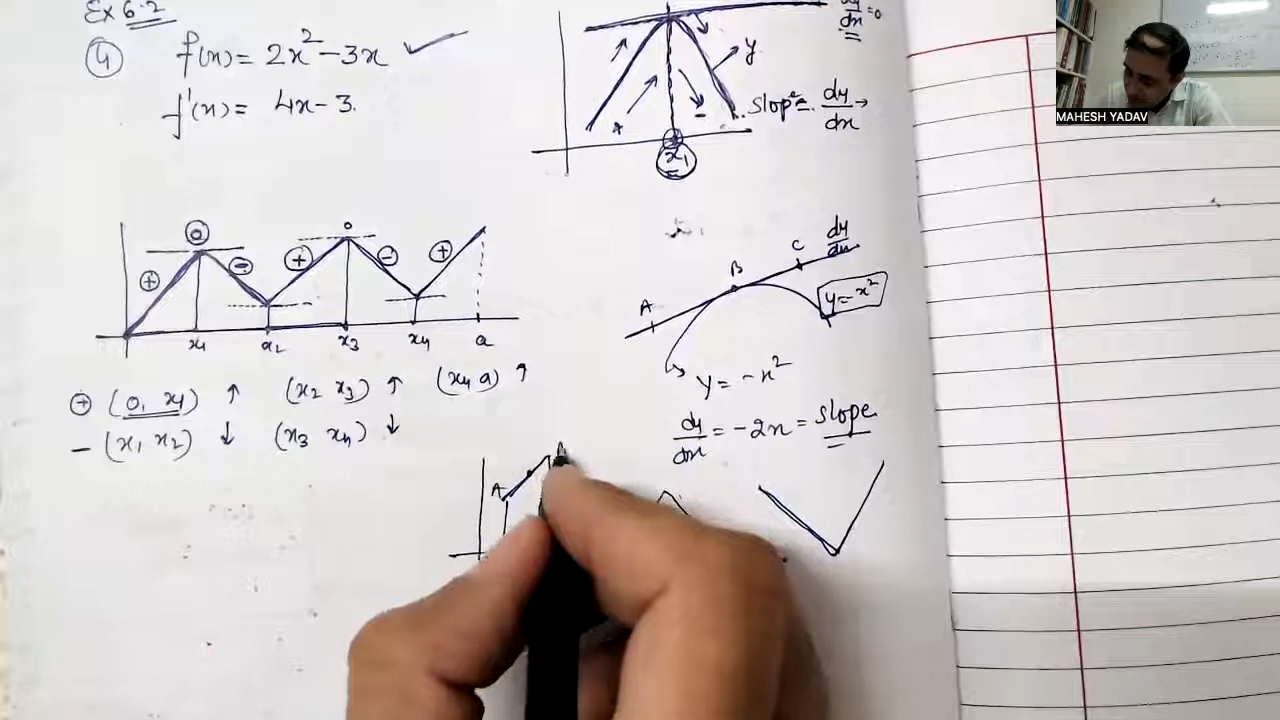 Ex 6.2
④ f(x) = 2x² - 3x ✓
f'(x) = 4x - 3.
dy/dx = 0
y
Slope = dy/dx →
x₁
MAHESH YADAV
0 0
+ - + - +
x₁ x₂ x₃ x₄ a
⊕ (0, x₁) ↑ (x₂ x₃) ↑ (x₄ a) ↑
- (x₁ x₂) ↓ (x₃ x₄) ↓
A B C dy/dx
y = -x²
y = -x²
dy/dx = -2x = slope
A